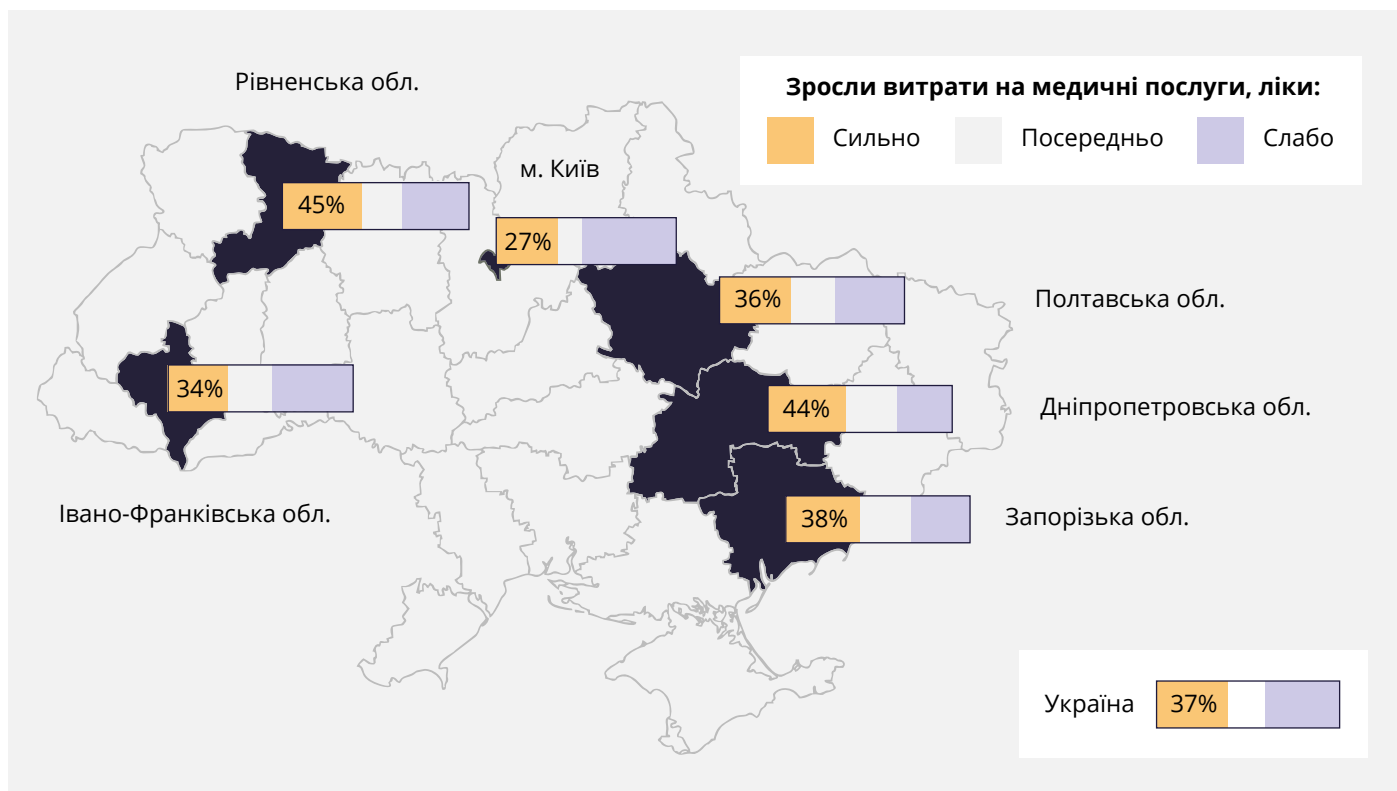 Рівненська обл.
Зросли витрати на медичні послуги, ліки:
Сильно
Посередньо
Слабо
м. Київ
45%
27%
36%
Полтавська обл.
34%
44%
Дніпропетровська обл.
Івано-Франківська обл.
38%
Запорізька обл.
Україна
37%